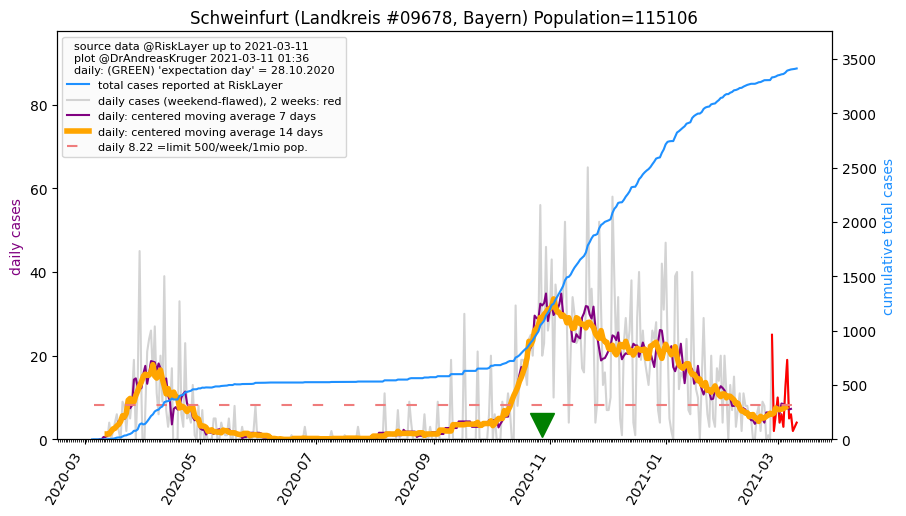 Schweinfurt (Landkreis #09678, Bayern) Population=115106
source data @RiskLayer up to 2021-03-11
plot @DrAndreasKruger 2021-03-11 01:36
daily: (GREEN) 'expectation day' = 28.10.2020
total cases reported at RiskLayer
daily cases (weekend-flawed), 2 weeks: red
daily: centered moving average 7 days
daily: centered moving average 14 days
daily 8.22 =limit 500/week/1mio pop.
daily cases
0
20
40
60
80
cumulative total cases
0
500
1000
1500
2000
2500
3000
3500
2020-03
2020-05
2020-07
2020-09
2020-11
2021-01
2021-03